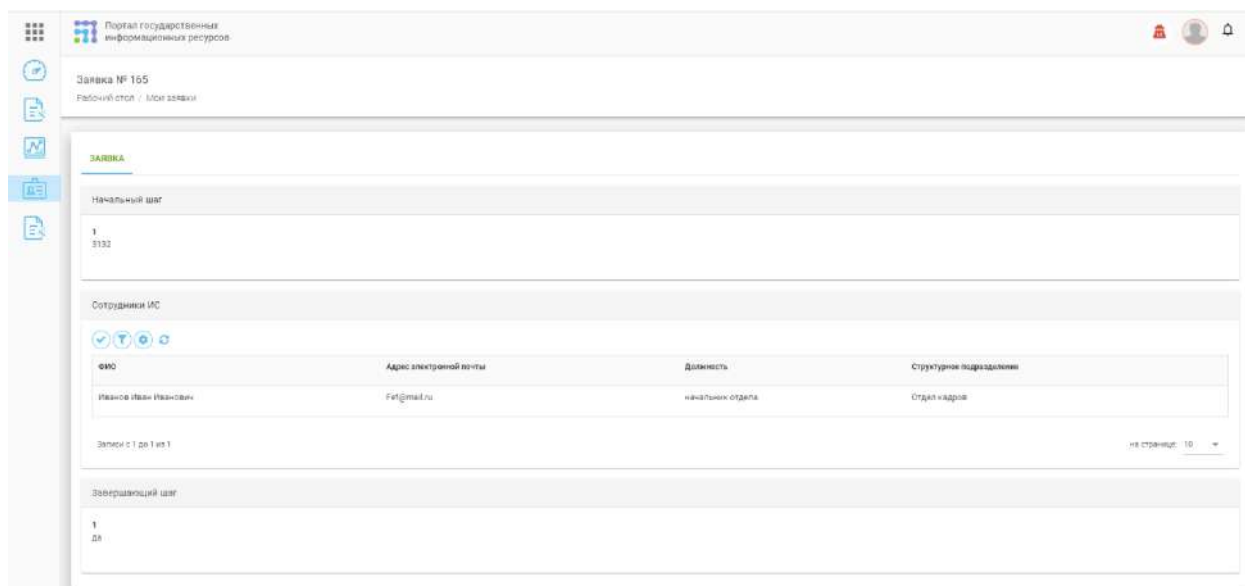 Портал государственных
информационных ресурсов
Заявка № 165
Рабочий стол / Мои заявки
ЗАЯВКА
Начальный шаг
1
3132
Сотрудники ИС
ФИО Адрес электронной почты Должность Структурное подразделение
Иванов Иван Иванович Fet@mail.ru начальник отдела Отдел кадров
Записи с 1 до 1 из 1 на странице: 10
Завершающий шаг
1
да